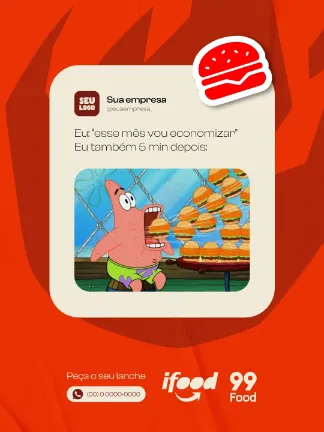 SEU
LOGO
Sua empresa
@suaempresa_
Eu: "esse mês vou economizar"
Eu também 5 min depois:
Peça o seu lanche
(00) 0 0000-0000
ifood
99
Food